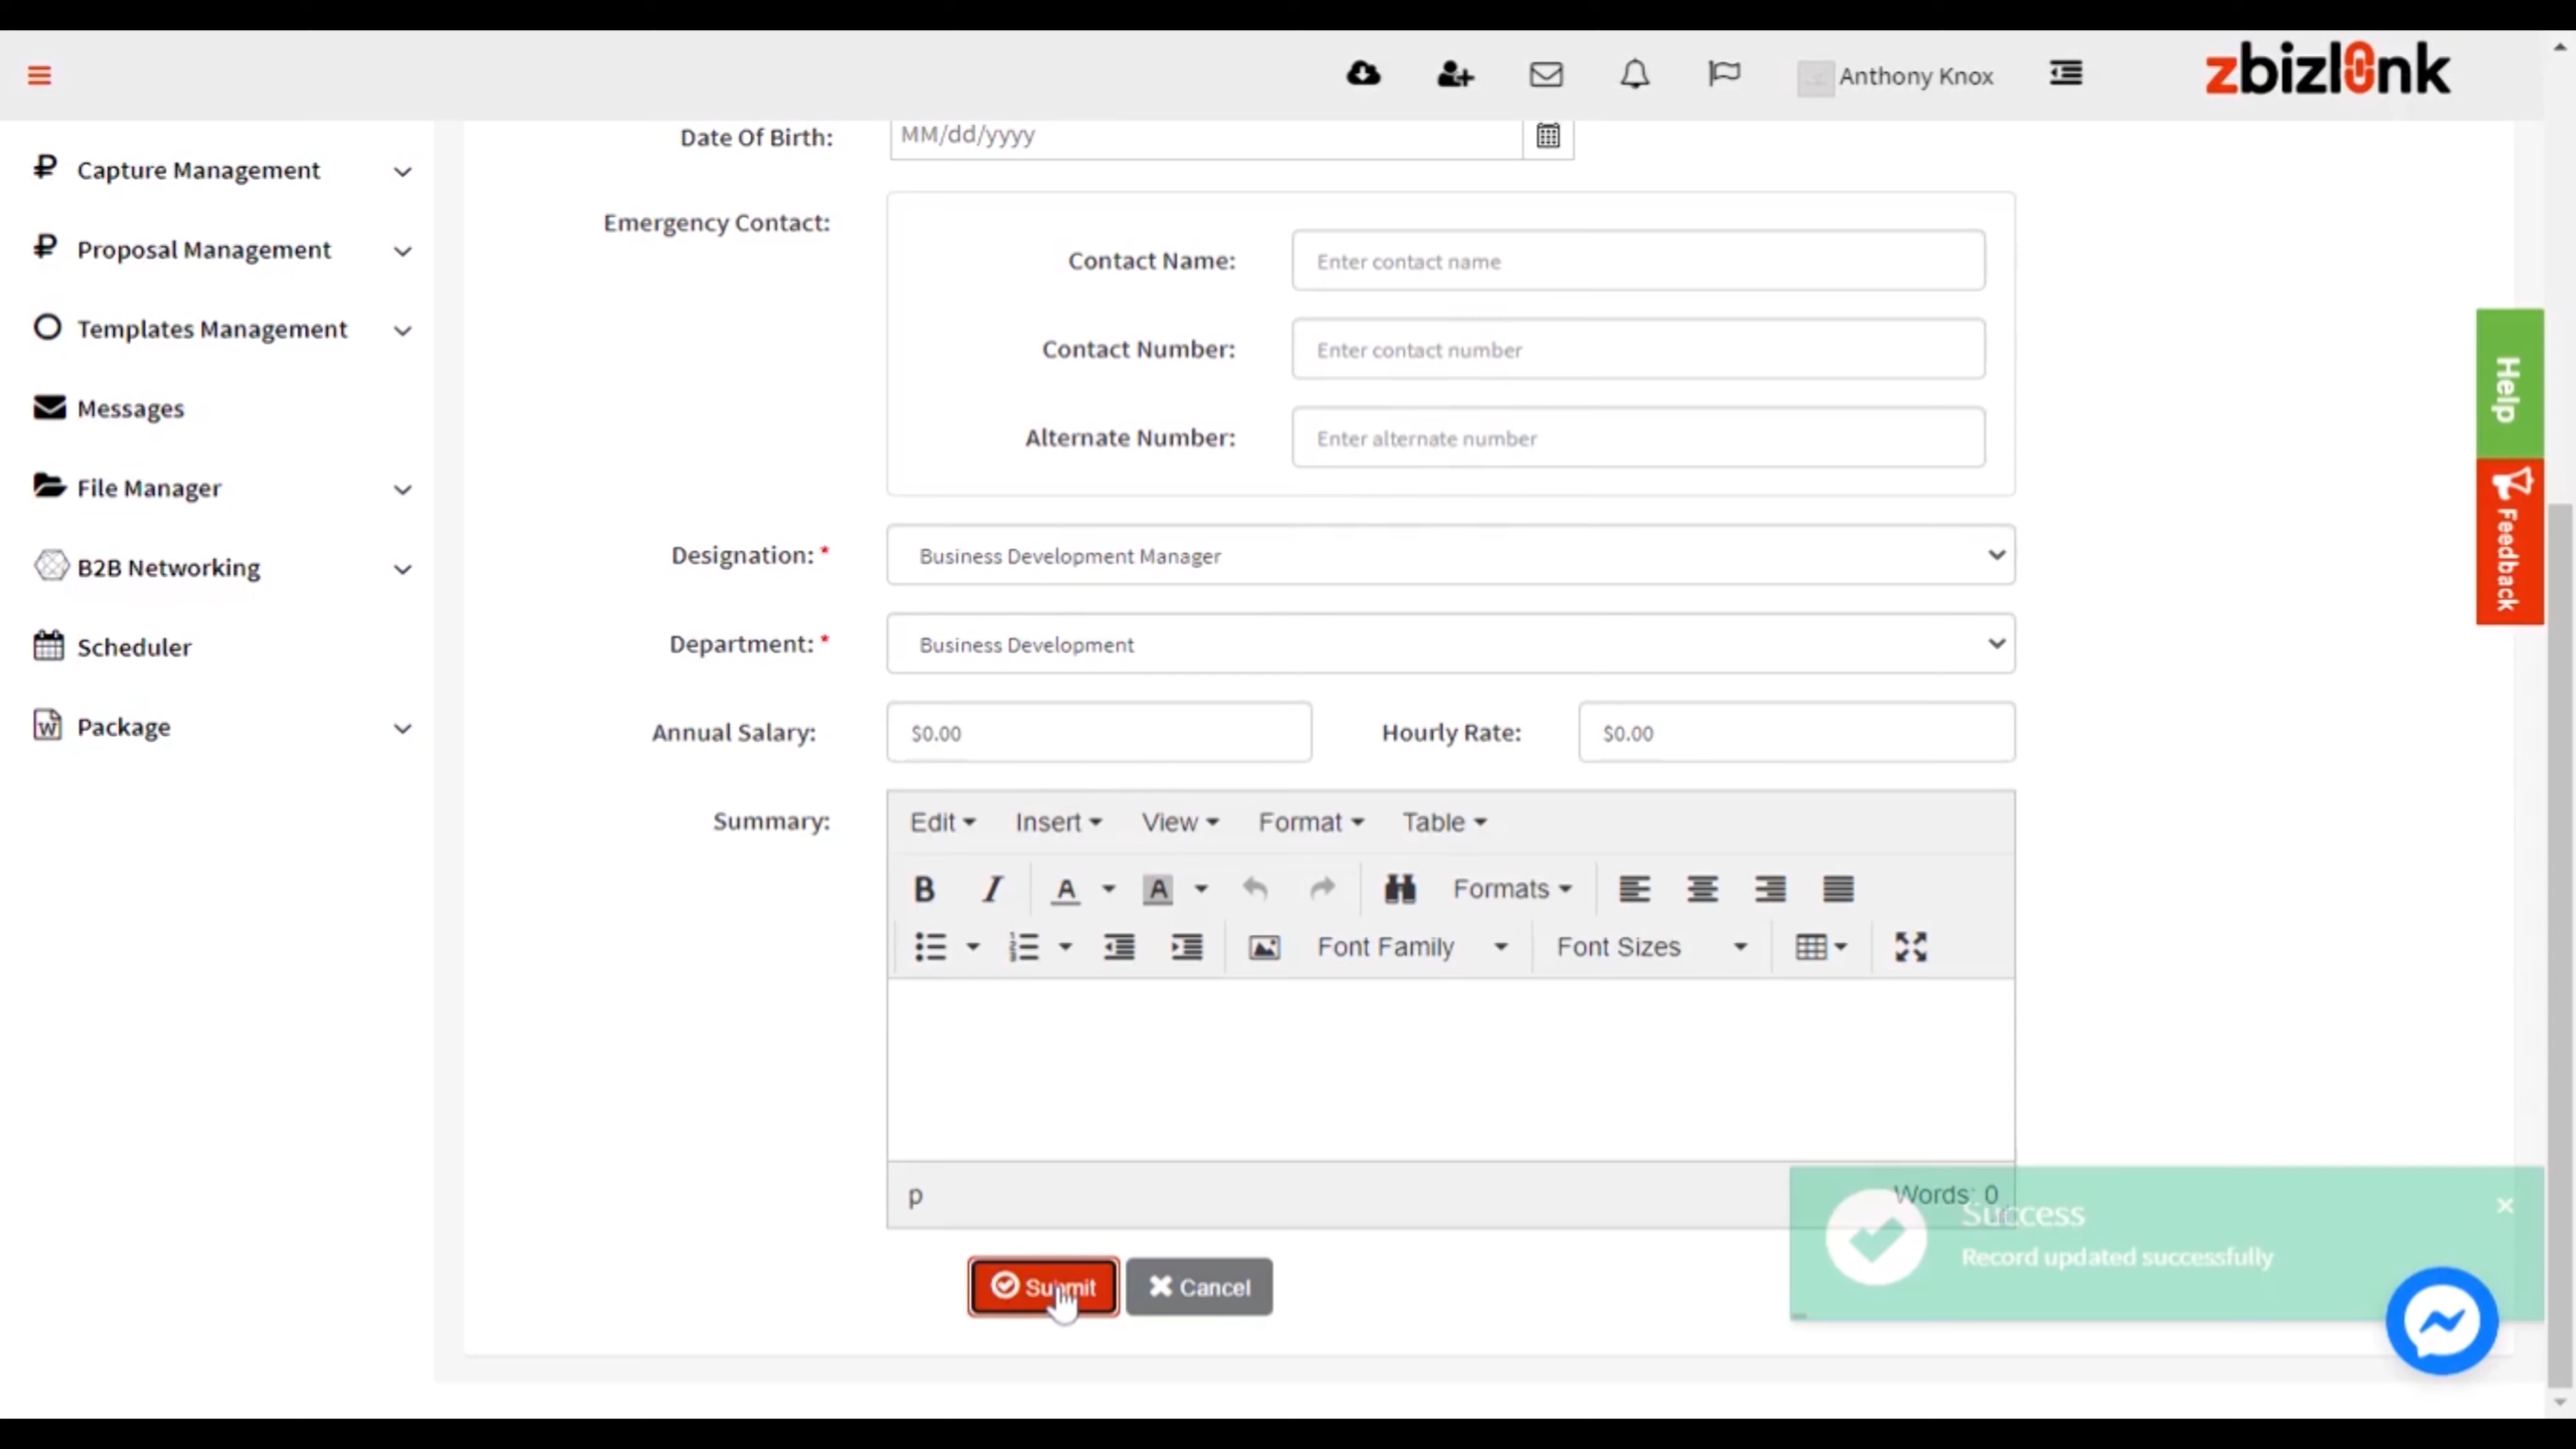 Anthony Knox
zbizlink
Date Of Birth: MM/dd/yyyy
Capture Management
Proposal Management
Templates Management
Messages
File Manager
B2B Networking
Scheduler
Package
Emergency Contact:
Contact Name: Enter contact name
Contact Number: Enter contact number
Alternate Number: Enter alternate number
Designation: * Business Development Manager
Department: * Business Development
Annual Salary: $0.00 Hourly Rate: $0.00
Summary:
Edit Insert View Format Table
B I A A Formats
Font Family Font Sizes
p Words: 0
Submit Cancel
Success
Record updated successfully
Help
Feedback